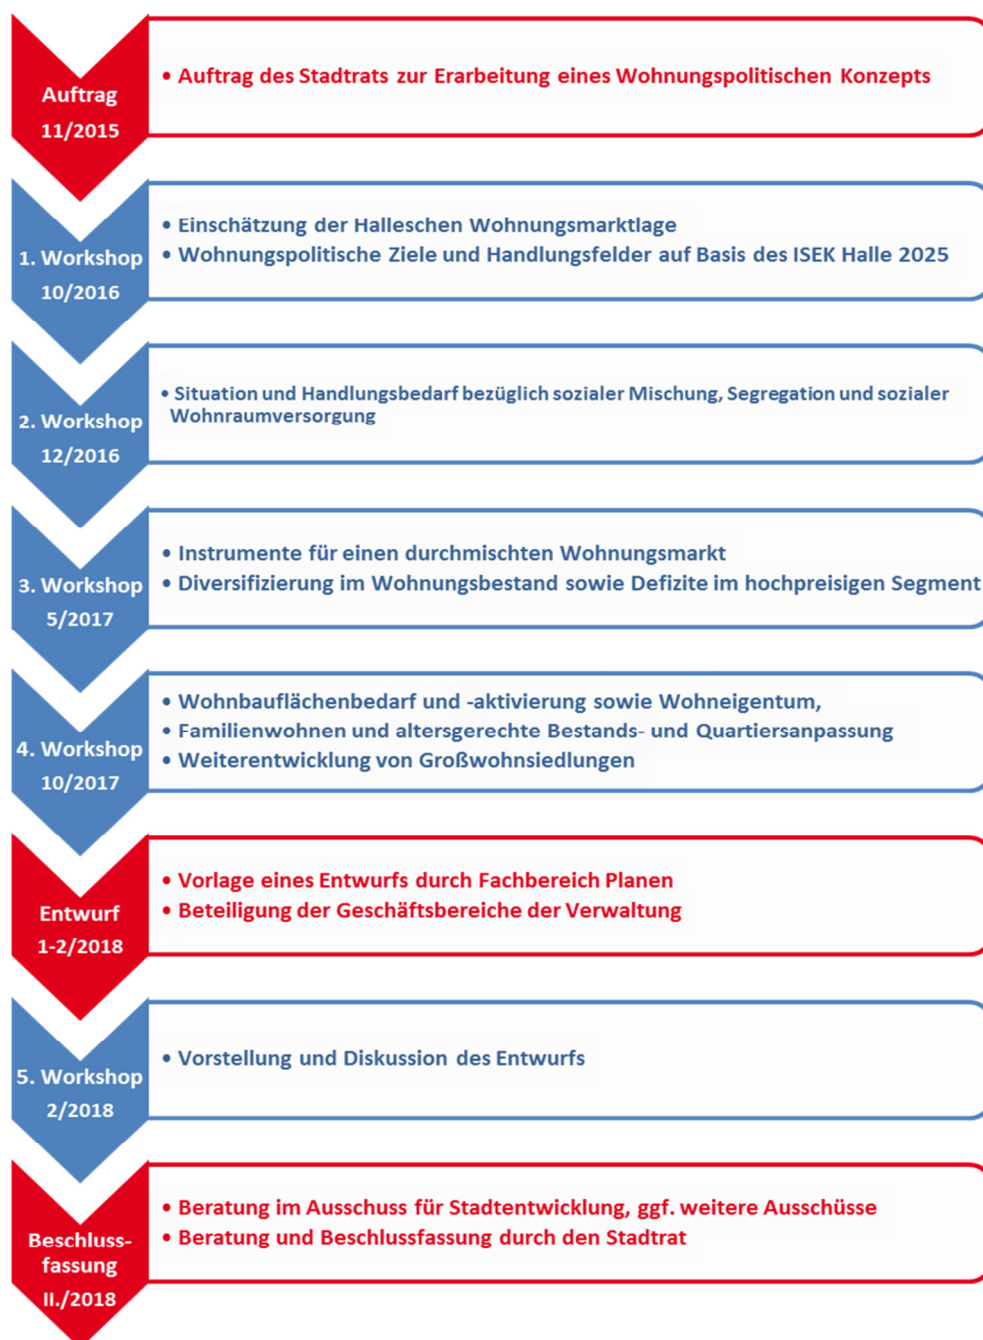 Auftrag
11/2015
• Auftrag des Stadtrats zur Erarbeitung eines Wohnungspolitischen Konzepts
1. Workshop
10/2016
• Einschätzung der Halleschen Wohnungsmarktlage
• Wohnungspolitische Ziele und Handlungsfelder auf Basis des ISEK Halle 2025
2. Workshop
12/2016
• Situation und Handlungsbedarf bezüglich sozialer Mischung, Segregation und sozialer
Wohnraumversorgung
3. Workshop
5/2017
• Instrumente für einen durchmischten Wohnungsmarkt
• Diversifizierung im Wohnungsbestand sowie Defizite im hochpreisigen Segment
4. Workshop
10/2017
• Wohnbauflächenbedarf und -aktivierung sowie Wohneigentum,
• Familienwohnen und altersgerechte Bestands- und Quartiersanpassung
• Weiterentwicklung von Großwohnsiedlungen
Entwurf
1-2/2018
• Vorlage eines Entwurfs durch Fachbereich Planen
• Beteiligung der Geschäftsbereiche der Verwaltung
5. Workshop
2/2018
• Vorstellung und Diskussion des Entwurfs
Beschluss-
fassung
II./2018
• Beratung im Ausschuss für Stadtentwicklung, ggf. weitere Ausschüsse
• Beratung und Beschlussfassung durch den Stadtrat